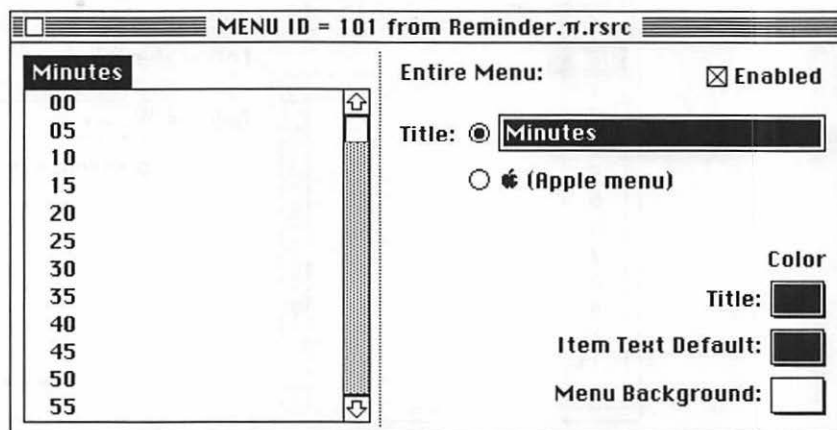 MENU ID = 101 from Reminder.π.rsrc
Minutes
00
05
10
15
20
25
30
35
40
45
50
55
Entire Menu:
Enabled
Title:
Minutes
(Apple menu)
Color
Title:
Item Text Default:
Menu Background: